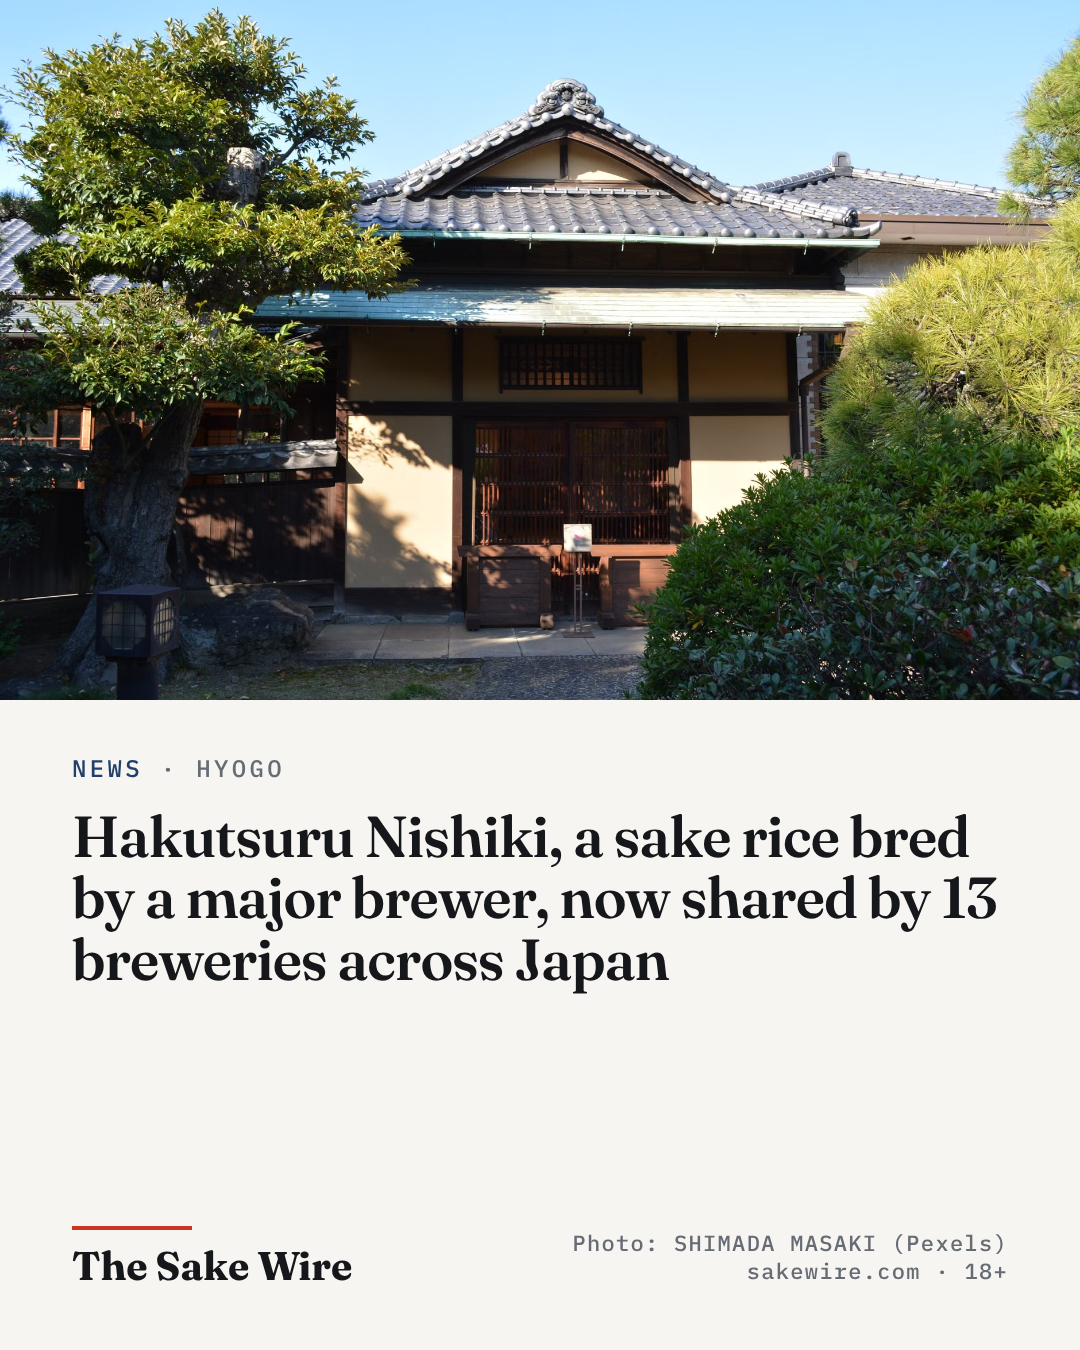 NEWS · HYOGO
Hakutsuru Nishiki, a sake rice bred
by a major brewer, now shared by 13
breweries across Japan
The Sake Wire
Photo: SHIMADA MASAKI (Pexels)
sakewire.com · 18+